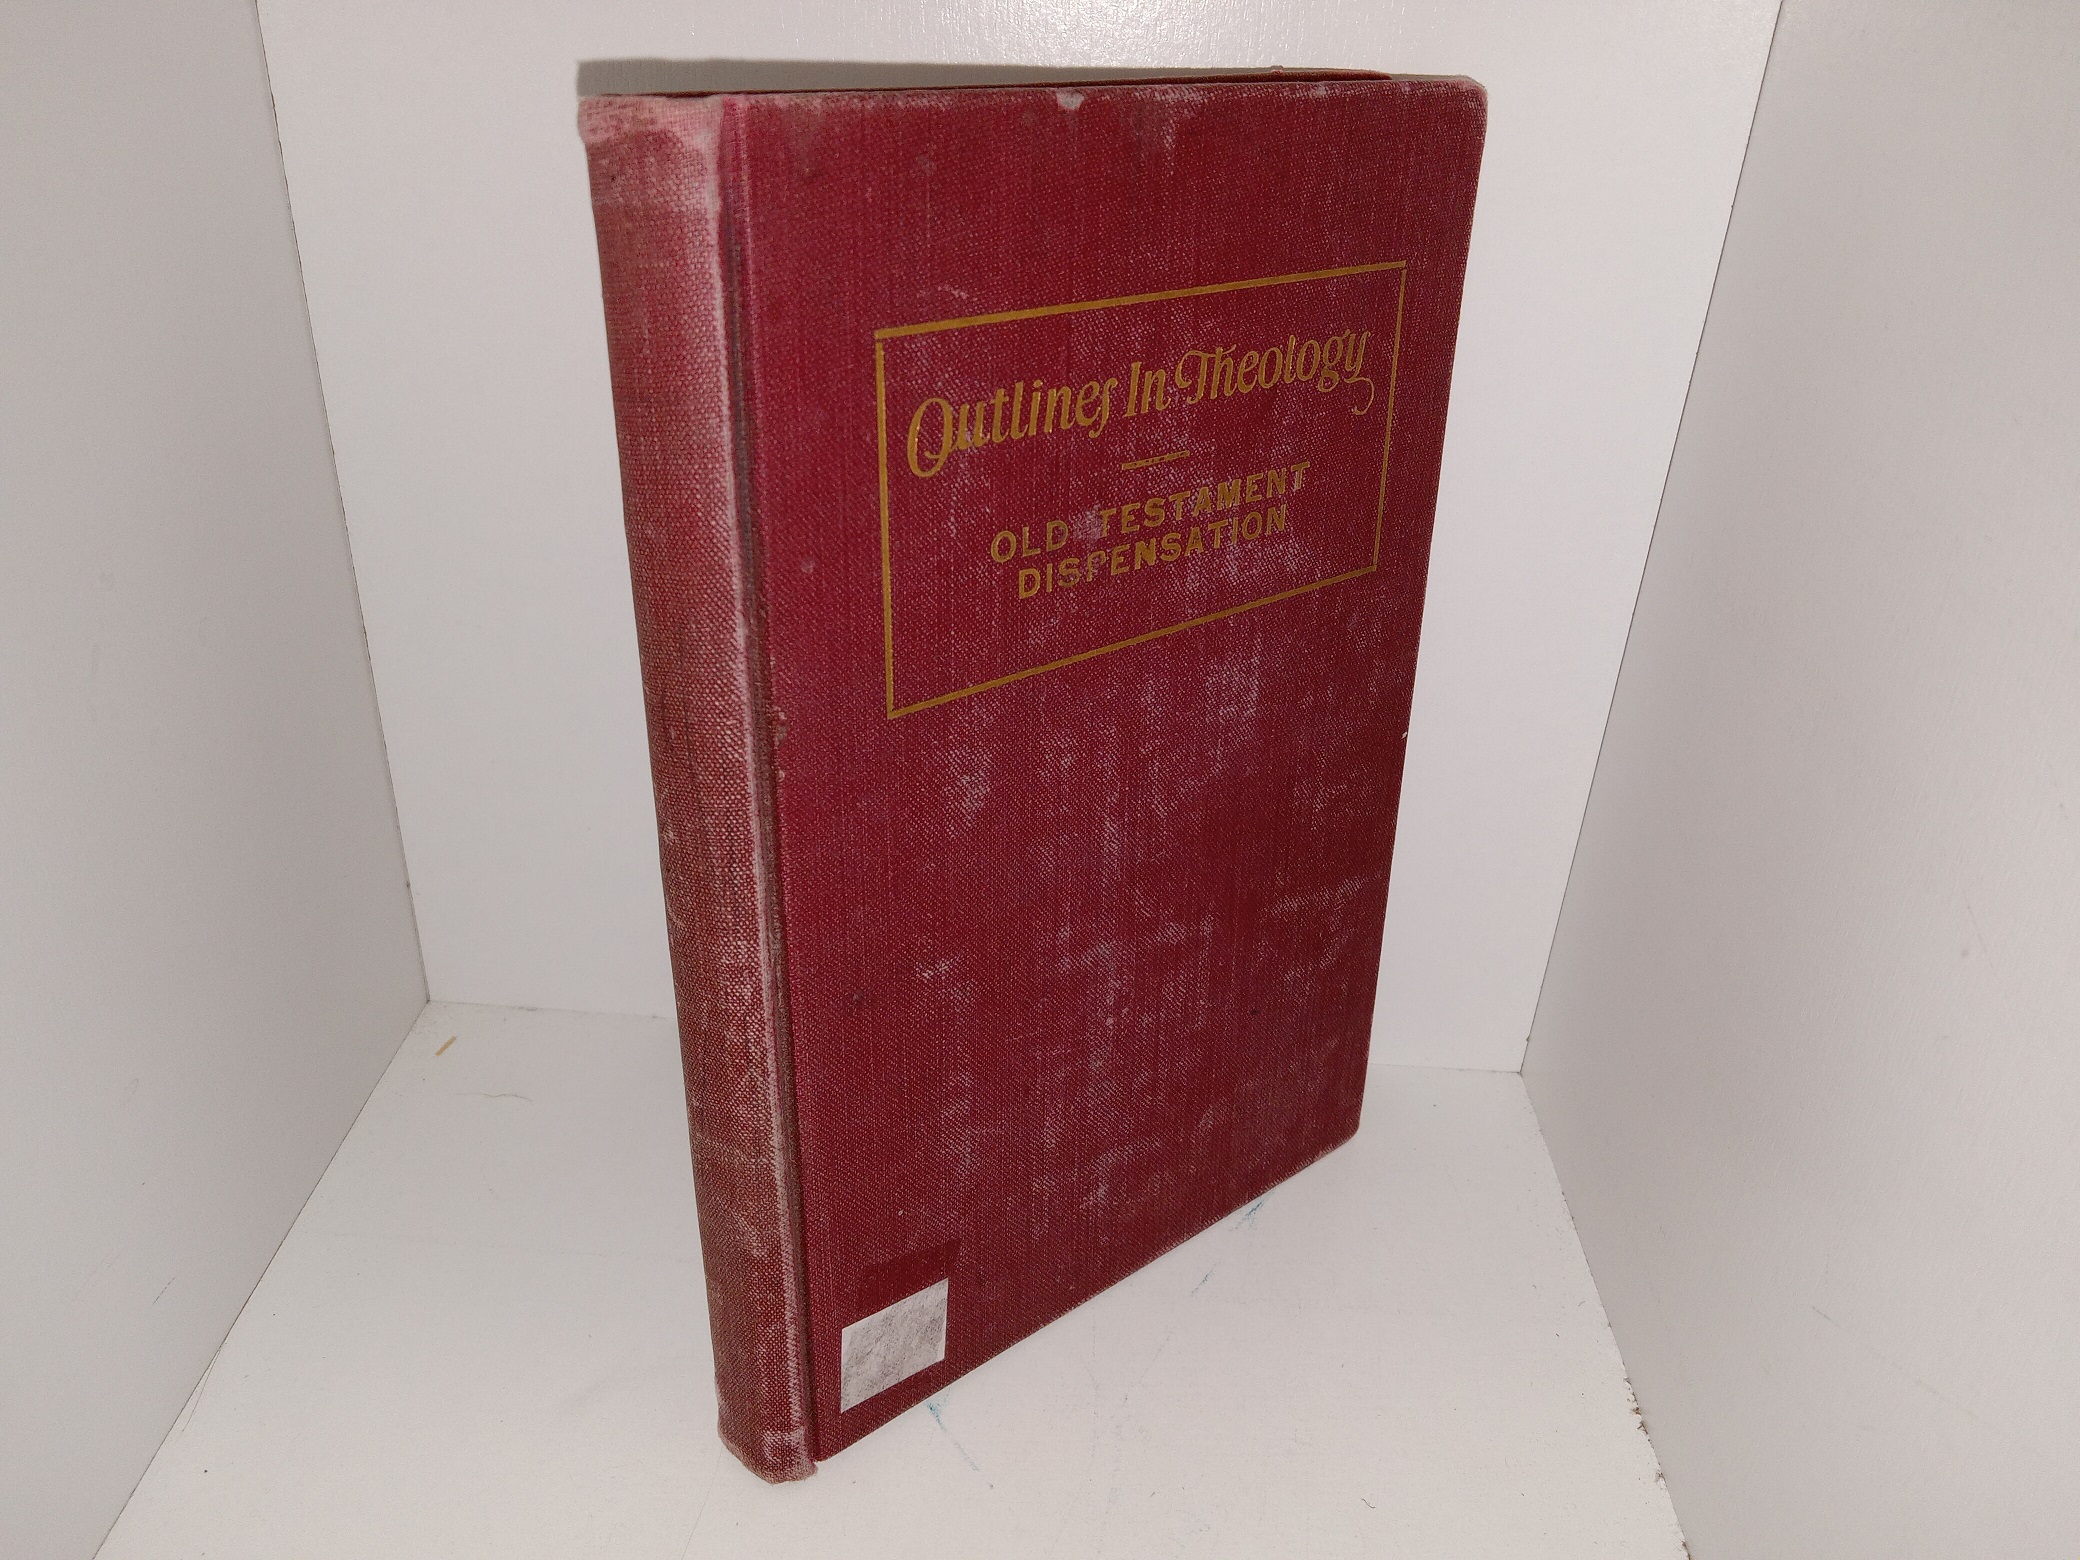 Outlines In Theology
OLD TESTAMENT
DISPENSATION